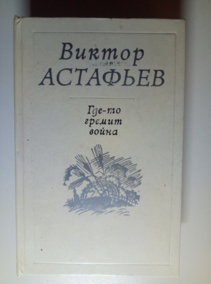 Виктор
АСТАФЬЕВ
Где-то
гремит
война